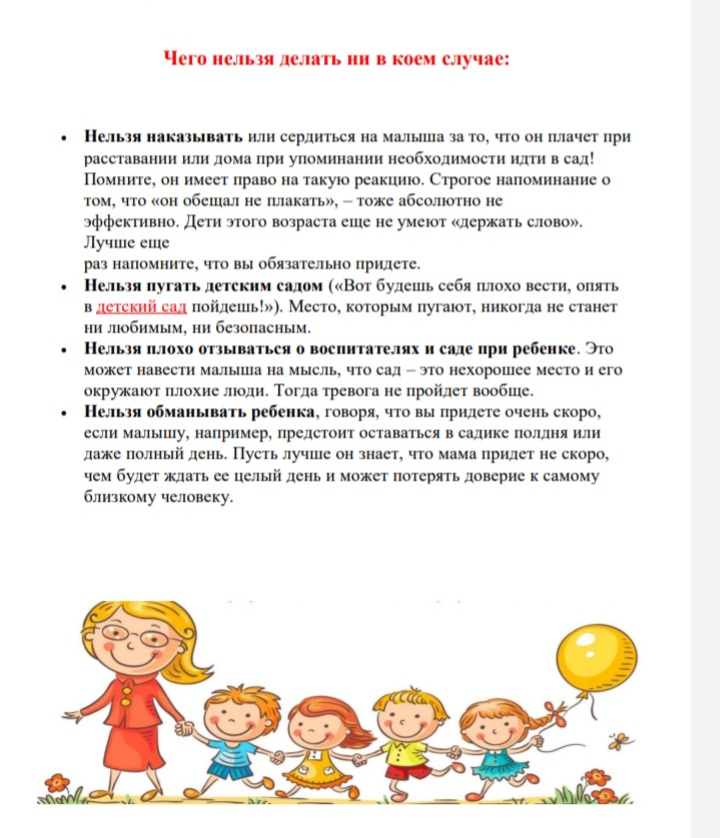 Чего нельзя делать ни в коем случае:
• Нельзя наказывать или сердиться на малыша за то, что он плачет при
расставании или дома при упоминании необходимости идти в сад!
Помните, он имеет право на такую реакцию. Строгое напоминание о
том, что «он обещал не плакать», – тоже абсолютно не
эффективно. Дети этого возраста еще не умеют «держать слово».
Лучше еще
раз напомните, что вы обязательно придете.
• Нельзя пугать детским садом («Вот будешь себя плохо вести, опять
в детский сад пойдешь!»). Место, которым пугают, никогда не станет
ни любимым, ни безопасным.
• Нельзя плохо отзываться о воспитателях и саде при ребенке. Это
может навести малыша на мысль, что сад – это нехорошее место и его
окружают плохие люди. Тогда тревога не пройдет вообще.
• Нельзя обманывать ребенка, говоря, что вы придете очень скоро,
если малышу, например, предстоит оставаться в садике полдня или
даже полный день. Пусть лучше он знает, что мама придет не скоро,
чем будет ждать ее целый день и может потерять доверие к самому
близкому человеку.